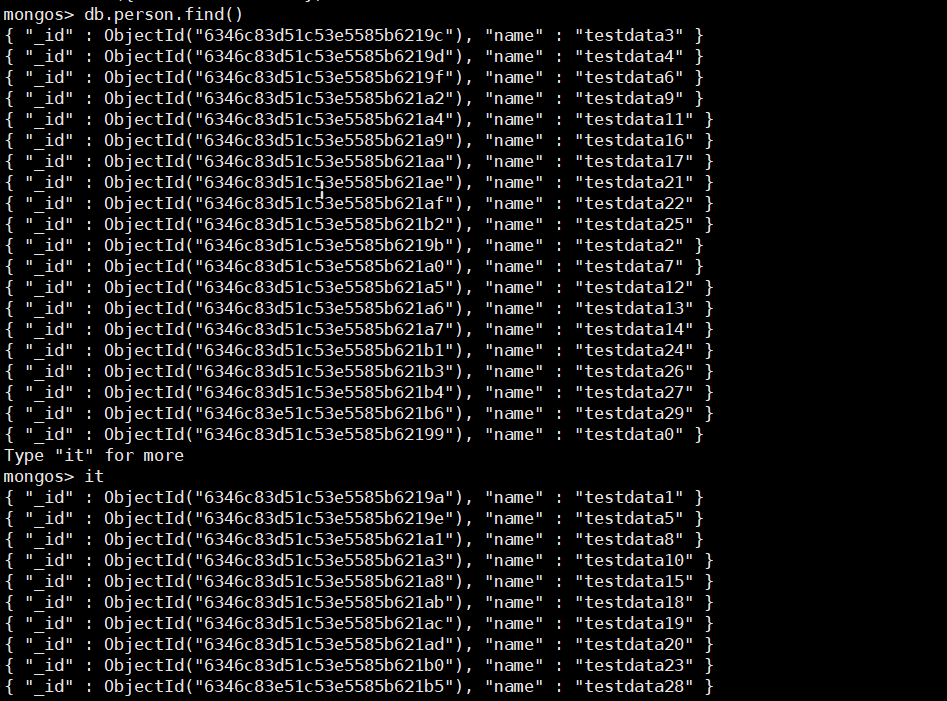 mongos> db.person.find()
{ "_id" : ObjectId("6346c83d51c53e5585b6219c"), "name" : "testdata3" }
{ "_id" : ObjectId("6346c83d51c53e5585b6219d"), "name" : "testdata4" }
{ "_id" : ObjectId("6346c83d51c53e5585b6219f"), "name" : "testdata6" }
{ "_id" : ObjectId("6346c83d51c53e5585b621a2"), "name" : "testdata9" }
{ "_id" : ObjectId("6346c83d51c53e5585b621a4"), "name" : "testdata11" }
{ "_id" : ObjectId("6346c83d51c53e5585b621a9"), "name" : "testdata16" }
{ "_id" : ObjectId("6346c83d51c53e5585b621aa"), "name" : "testdata17" }
{ "_id" : ObjectId("6346c83d51c53e5585b621ae"), "name" : "testdata21" }
{ "_id" : ObjectId("6346c83d51c53e5585b621af"), "name" : "testdata22" }
{ "_id" : ObjectId("6346c83d51c53e5585b621b2"), "name" : "testdata25" }
{ "_id" : ObjectId("6346c83d51c53e5585b6219b"), "name" : "testdata2" }
{ "_id" : ObjectId("6346c83d51c53e5585b621a0"), "name" : "testdata7" }
{ "_id" : ObjectId("6346c83d51c53e5585b621a5"), "name" : "testdata12" }
{ "_id" : ObjectId("6346c83d51c53e5585b621a6"), "name" : "testdata13" }
{ "_id" : ObjectId("6346c83d51c53e5585b621a7"), "name" : "testdata14" }
{ "_id" : ObjectId("6346c83d51c53e5585b621b1"), "name" : "testdata24" }
{ "_id" : ObjectId("6346c83d51c53e5585b621b3"), "name" : "testdata26" }
{ "_id" : ObjectId("6346c83d51c53e5585b621b4"), "name" : "testdata27" }
{ "_id" : ObjectId("6346c83e51c53e5585b621b6"), "name" : "testdata29" }
{ "_id" : ObjectId("6346c83d51c53e5585b62199"), "name" : "testdata0" }
Type "it" for more
mongos> it
{ "_id" : ObjectId("6346c83d51c53e5585b6219a"), "name" : "testdata1" }
{ "_id" : ObjectId("6346c83d51c53e5585b6219e"), "name" : "testdata5" }
{ "_id" : ObjectId("6346c83d51c53e5585b621a1"), "name" : "testdata8" }
{ "_id" : ObjectId("6346c83d51c53e5585b621a3"), "name" : "testdata10" }
{ "_id" : ObjectId("6346c83d51c53e5585b621a8"), "name" : "testdata15" }
{ "_id" : ObjectId("6346c83d51c53e5585b621ab"), "name" : "testdata18" }
{ "_id" : ObjectId("6346c83d51c53e5585b621ac"), "name" : "testdata19" }
{ "_id" : ObjectId("6346c83d51c53e5585b621ad"), "name" : "testdata20" }
{ "_id" : ObjectId("6346c83d51c53e5585b621b0"), "name" : "testdata23" }
{ "_id" : ObjectId("6346c83e51c53e5585b621b5"), "name" : "testdata28" }